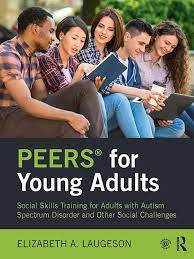 PEERS® for
Young Adults
Social Skills Training for Adults with Autism
Spectrum Disorder and Other Social Challenges
ELIZABETH A. LAUGESON